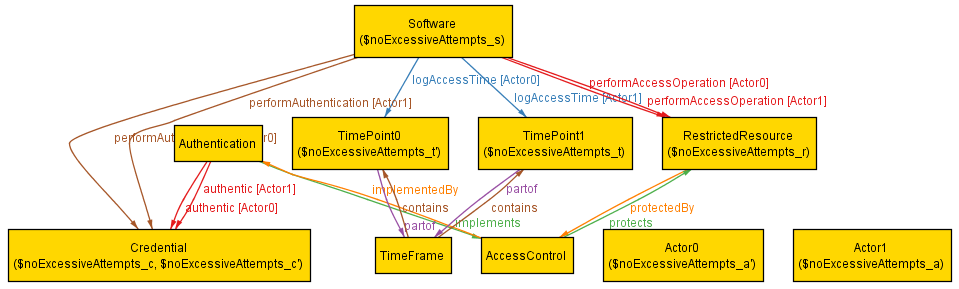 Software
($noExcessiveAttempts_s)
logAccessTime [Actor0]
performAccessOperation [Actor0]
logAccessTime [Actor1]
performAccessOperation [Actor1]
performAuthentication [Actor1]
TimePoint0
($noExcessiveAttempts_t')
TimePoint1
($noExcessiveAttempts_t)
RestrictedResource
($noExcessiveAttempts_r)
Authentication
authentic [Actor1]
implementedBy
partof
authentic [Actor0]
contains
contains
protectedBy
partof
implements
protects
Credential
($noExcessiveAttempts_c, $noExcessiveAttempts_c')
TimeFrame
AccessControl
Actor0
($noExcessiveAttempts_a')
Actor1
($noExcessiveAttempts_a)